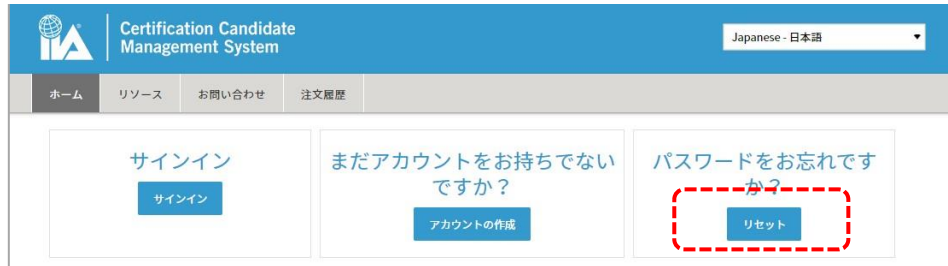 IIA
Certification Candidate
Management System
Japanese - 日本語
ホーム リソース お問い合わせ 注文履歴
サインイン
サインイン
まだアカウントをお持ちでない
ですか？
アカウントの作成
パスワードをお忘れです
か？
リセット